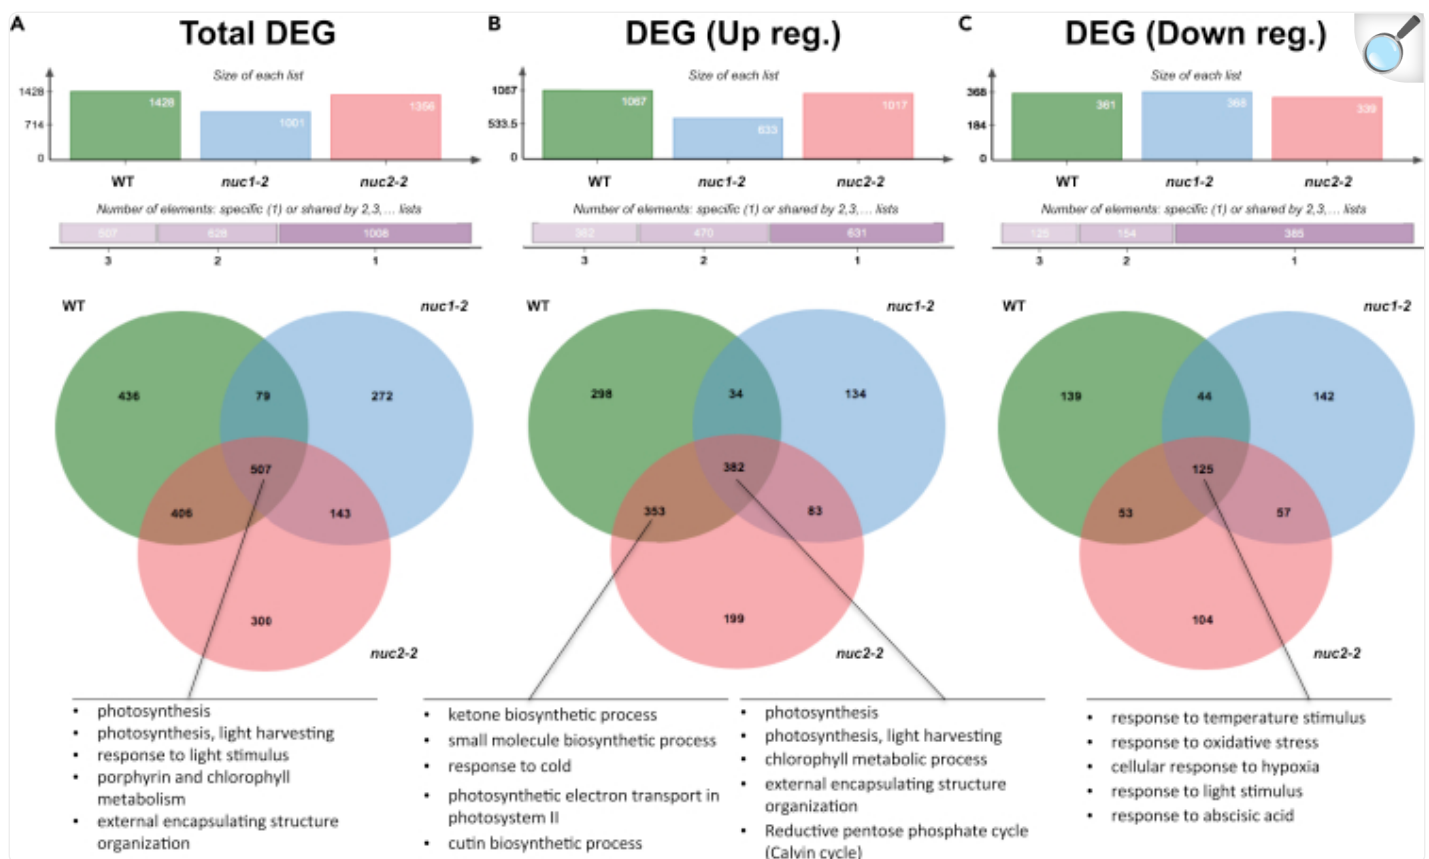 A
Total DEG
Size of each list
1428
714
0
1428
1001
1356
WT
nuc1-2
nuc2-2
Number of elements: specific (1) or shared by 2,3,... lists
507
628
1008
3
2
1
WT
nuc1-2
436
79
272
507
406
143
300
nuc2-2
• photosynthesis
• photosynthesis, light harvesting
• response to light stimulus
• porphyrin and chlorophyll
metabolism
• external encapsulating structure
organization
B
DEG (Up reg.)
Size of each list
1067
533.5
0
1067
633
1017
WT
nuc1-2
nuc2-2
Number of elements: specific (1) or shared by 2,3,... lists
382
470
631
3
2
1
WT
nuc1-2
298
34
134
382
353
83
199
nuc2-2
• ketone biosynthetic process
• small molecule biosynthetic process
• response to cold
• photosynthetic electron transport in
photosystem II
• cutin biosynthetic process
• photosynthesis
• photosynthesis, light harvesting
• chlorophyll metabolic process
• external encapsulating structure
organization
• Reductive pentose phosphate cycle
(Calvin cycle)
C
DEG (Down reg.)
Size of each list
368
184
0
361
368
339
WT
nuc1-2
nuc2-2
Number of elements: specific (1) or shared by 2,3,... lists
125
154
385
3
2
1
WT
nuc1-2
139
44
142
125
53
57
104
nuc2-2
• response to temperature stimulus
• response to oxidative stress
• cellular response to hypoxia
• response to light stimulus
• response to abscisic acid